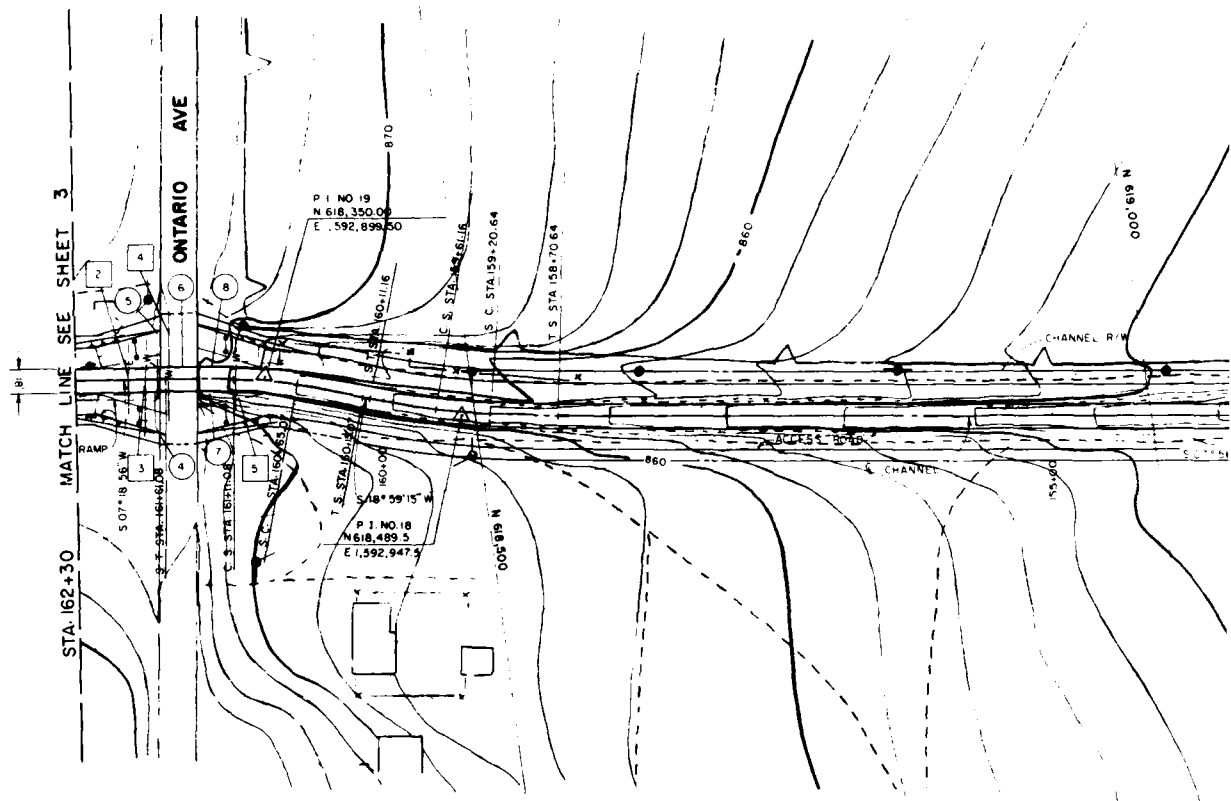 STA. 162+30 MATCH LINE SEE SHEET 3
ONTARIO AVE
870
P.I. NO 19
N 618,350.00
E 592,899.50
860
N 619,000
2
4
5
6
8
S.T. STA. 160+11.16
C.S. STA. 159+61.16
S.C. STA. 159+20.64
T.S. STA. 158+70.64
CHANNEL R/W
18'
RAMP
3
4
7
5
S 07° 18' 56" W
S.T. STA. 161+61.08
C.S. STA. 161+11.08
160+00
S 18° 59' 15" W
P.I. NO. 18
N 618,489.5
E 1,592,947.5
N 618,500
860
ACCESS ROAD
℄ CHANNEL
155+00